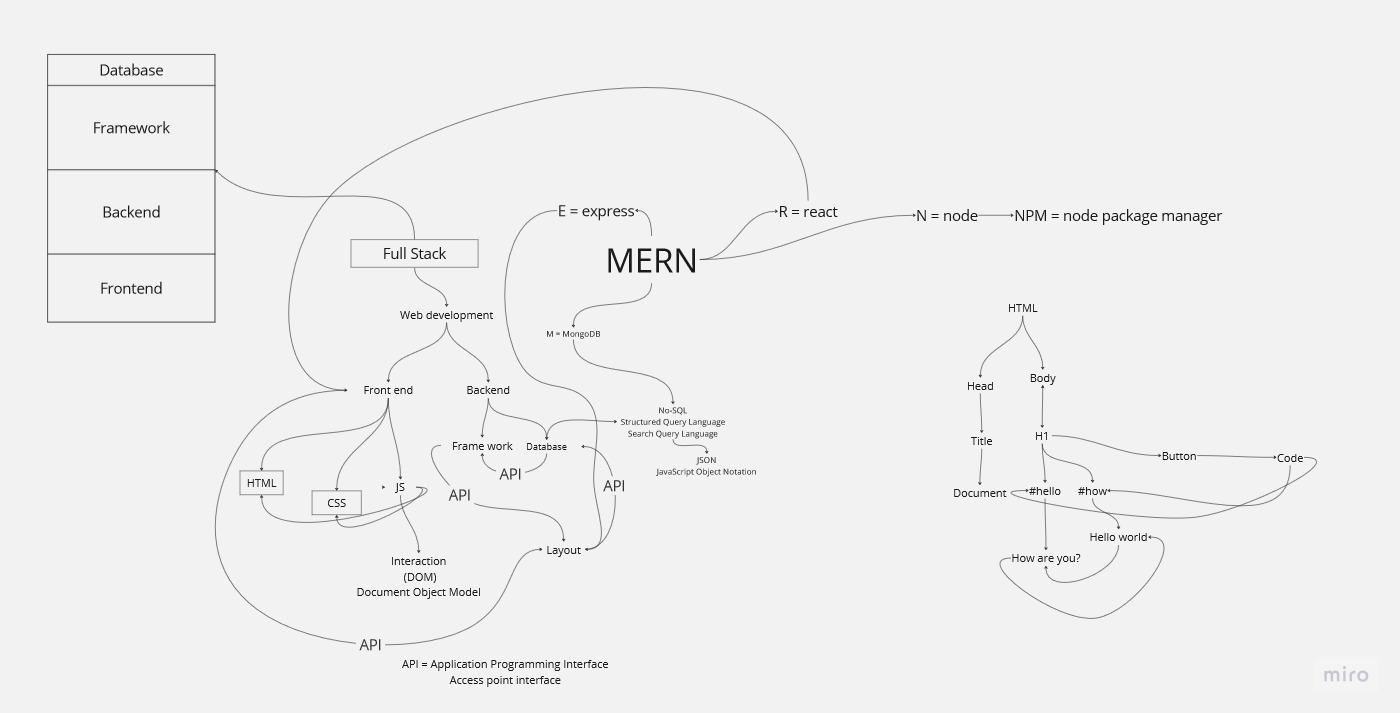 Database
Framework
Backend
Frontend
Full Stack
Web development
Front end
Backend
HTML
CSS
JS
Interaction
(DOM)
Document Object Model
Frame work
Database
API
API
API
Layout
API
API = Application Programming Interface
Access point interface
E = express
MERN
R = react
N = node
NPM = node package manager
M = MongoDB
No-SQL
Structured Query Language
Search Query Language
JSON
JavaScript Object Notation
HTML
Head
Body
Title
H1
Button
Code
Document
#hello
#how
Hello world
How are you?
miro